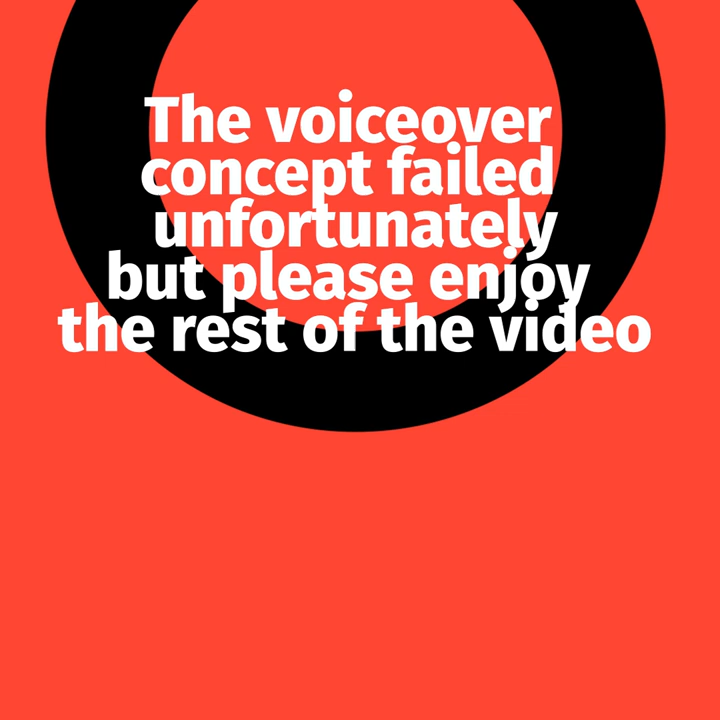 The voiceover
concept failed
unfortunately
but please enjoy
the rest of the video